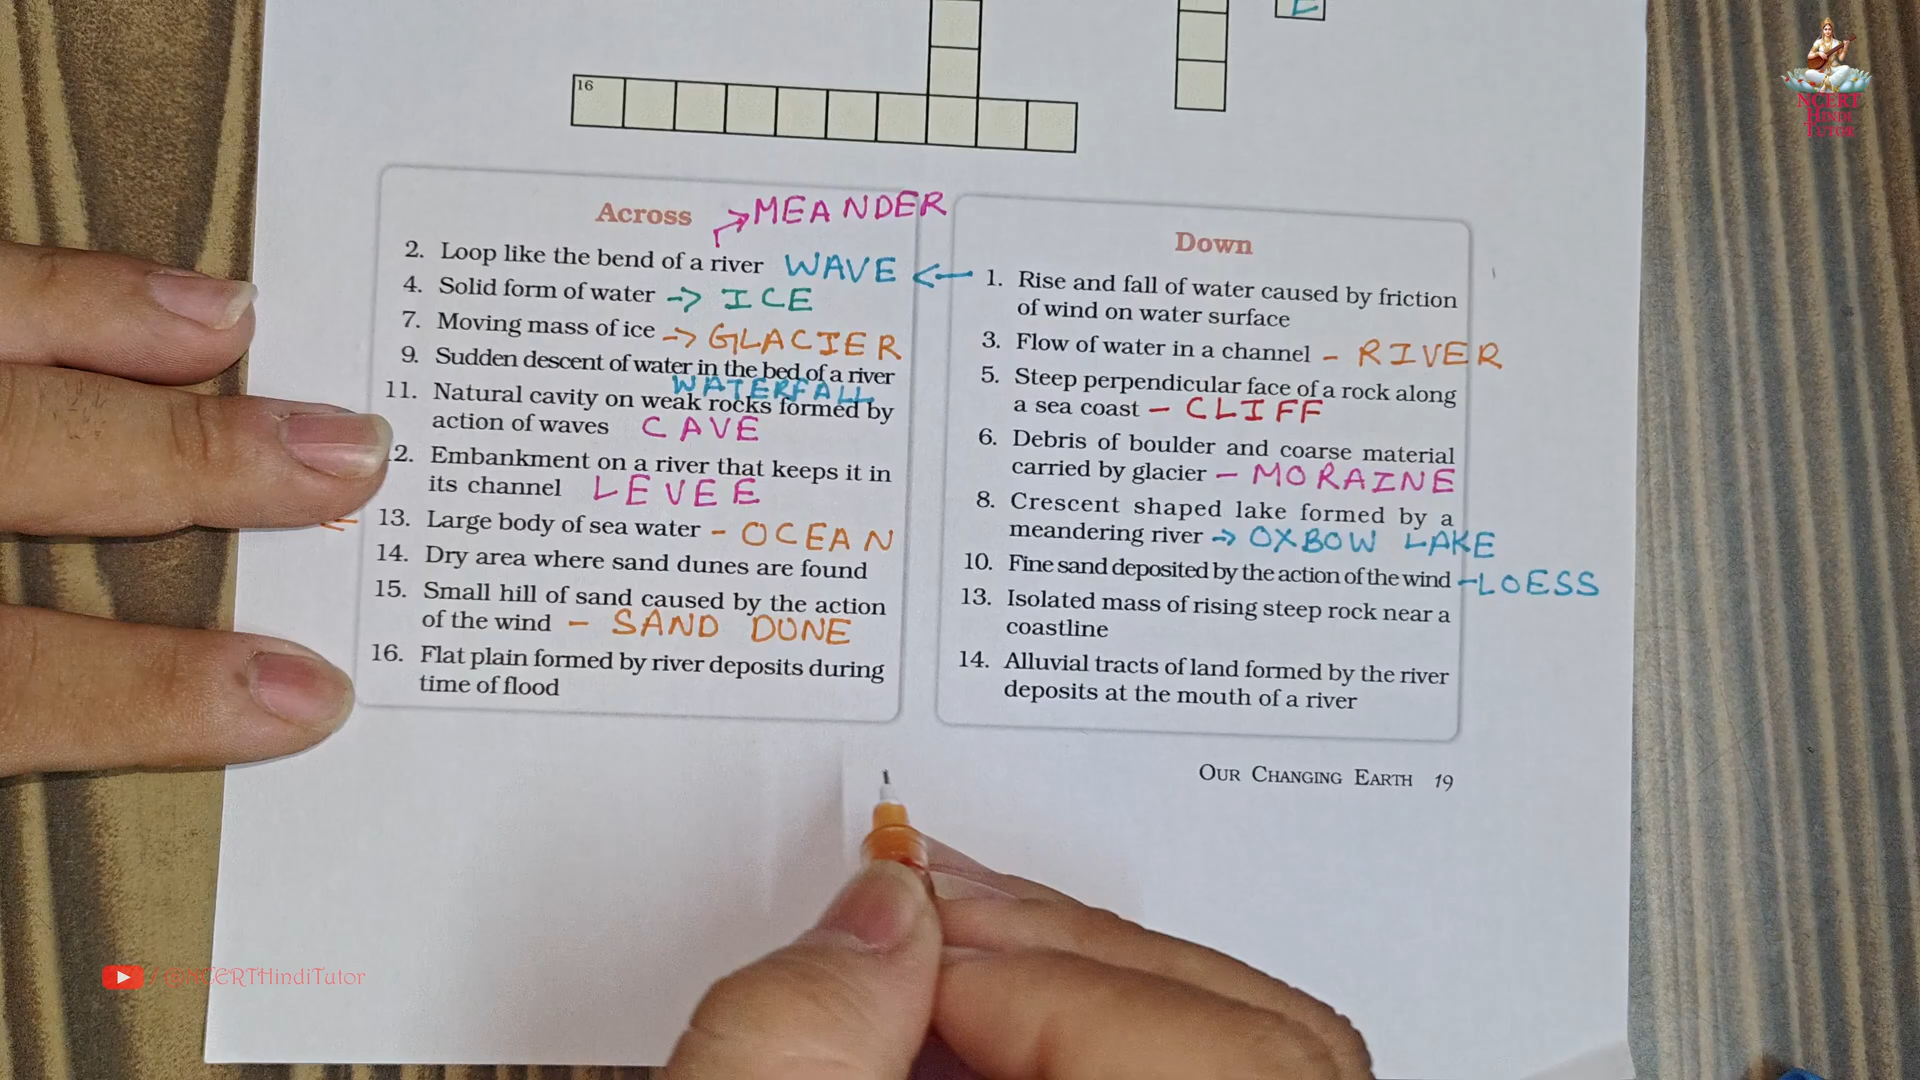 E
16
NCERT
HINDI
TUTOR
Across
→ MEANDER
2. Loop like the bend of a river
4. Solid form of water → ICE
7. Moving mass of ice → GLACIER
9. Sudden descent of water in the bed of a river
WATERFALL
11. Natural cavity on weak rocks formed by
action of waves CAVE
12. Embankment on a river that keeps it in
its channel LEVEE
13. Large body of sea water - OCEAN
14. Dry area where sand dunes are found
15. Small hill of sand caused by the action
of the wind - SAND DUNE
16. Flat plain formed by river deposits during
time of flood
Down
WAVE ← 1. Rise and fall of water caused by friction
of wind on water surface
3. Flow of water in a channel - RIVER
5. Steep perpendicular face of a rock along
a sea coast - CLIFF
6. Debris of boulder and coarse material
carried by glacier - MORAINE
8. Crescent shaped lake formed by a
meandering river → OXBOW LAKE
10. Fine sand deposited by the action of the wind - LOESS
13. Isolated mass of rising steep rock near a
coastline
14. Alluvial tracts of land formed by the river
deposits at the mouth of a river
OUR CHANGING EARTH 19
/ @NCERTHindiTutor